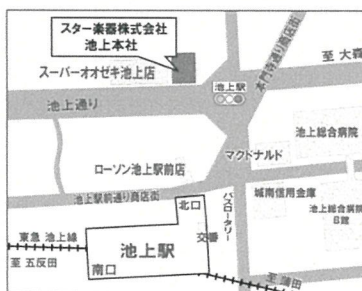 スター楽器株式会社
池上本社
スーパーオオゼキ池上店
本門寺通り商店街
至 大森
池上駅
池上通り
池上総合病院
マクドナルド
ローソン池上駅前店
池上駅前通り商店街
バスロータリー
城南信用金庫
池上総合病院
B館
北口
交番
東急 池上線
池上駅
至 五反田
南口
至 蒲田